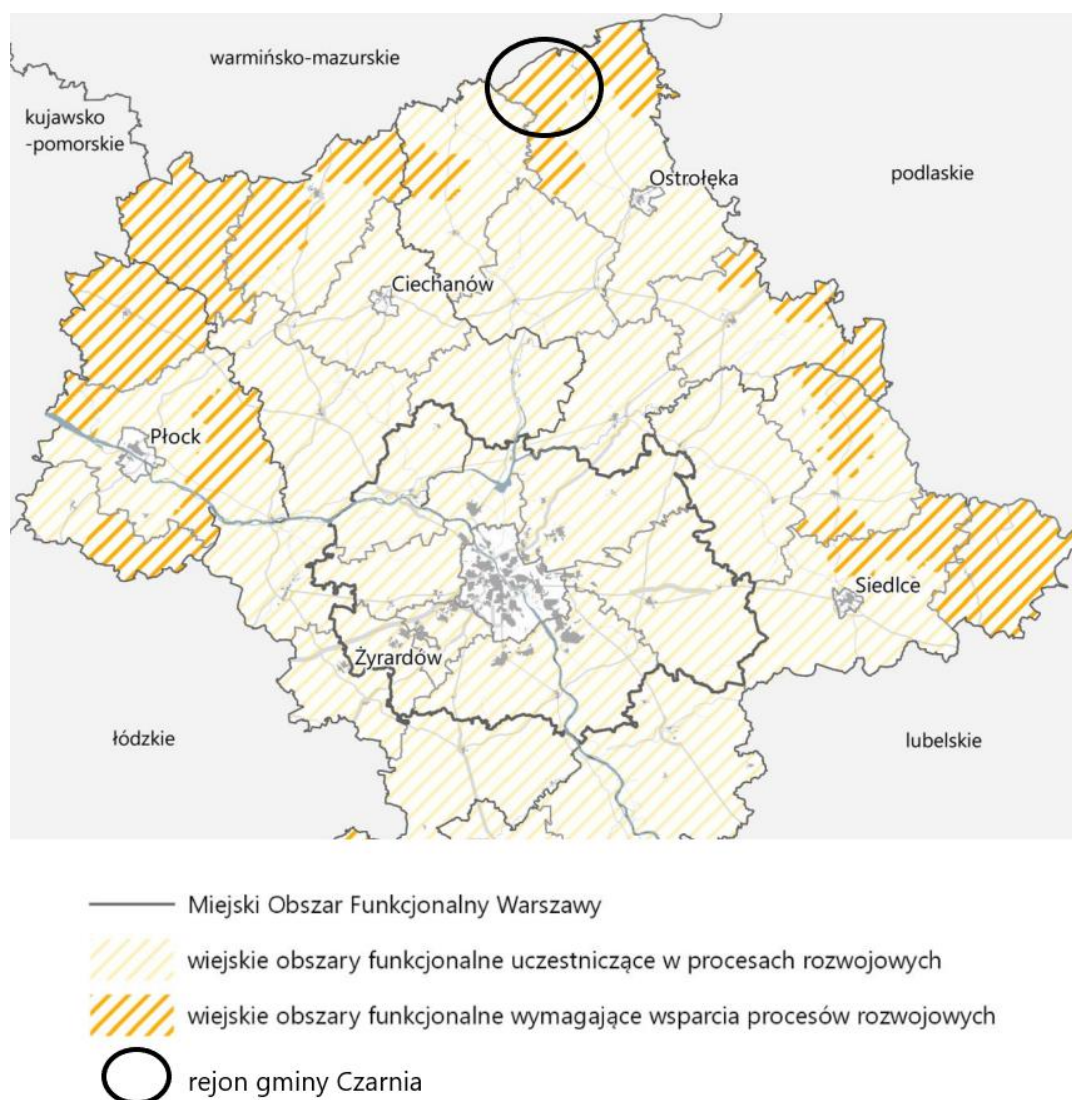 warmińsko-mazurskie
kujawsko
-pomorskie
podlaskie
Ostrołęka
Ciechanów
Płock
Siedlce
Żyrardów
łódzkie
lubelskie
Miejski Obszar Funkcjonalny Warszawy
wiejskie obszary funkcjonalne uczestniczące w procesach rozwojowych
wiejskie obszary funkcjonalne wymagające wsparcia procesów rozwojowych
rejon gminy Czarnia